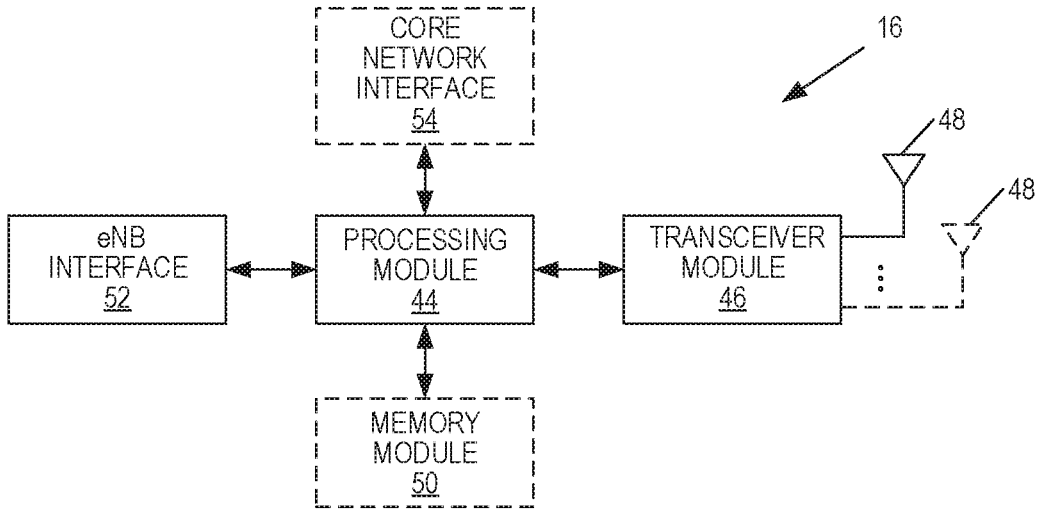 CORE
NETWORK
INTERFACE
54
16
48
48
eNB
INTERFACE
52
PROCESSING
MODULE
44
TRANSCEIVER
MODULE
46
MEMORY
MODULE
50